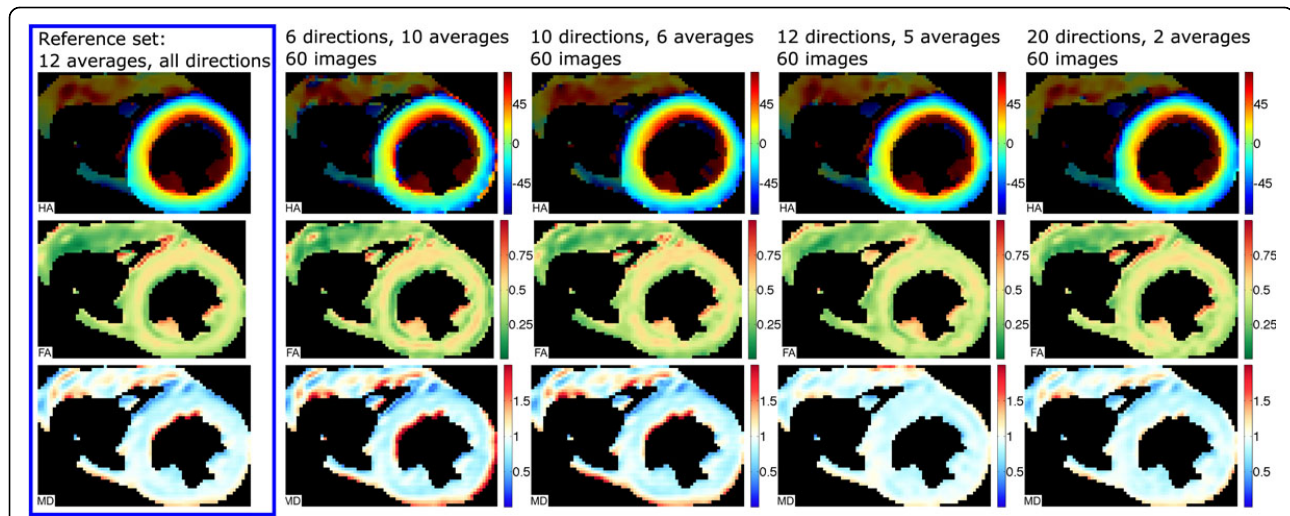 Reference set:
12 averages, all directions
6 directions, 10 averages
60 images
10 directions, 6 averages
60 images
12 directions, 5 averages
60 images
20 directions, 2 averages
60 images
HA
HA
45
0
-45
HA
45
0
-45
HA
45
0
-45
HA
45
0
-45
FA
FA
0.75
0.5
0.25
FA
0.75
0.5
0.25
FA
0.75
0.5
0.25
FA
0.75
0.5
0.25
MD
MD
1.5
1
0.5
MD
1.5
1
0.5
MD
1.5
1
0.5
MD
1.5
1
0.5